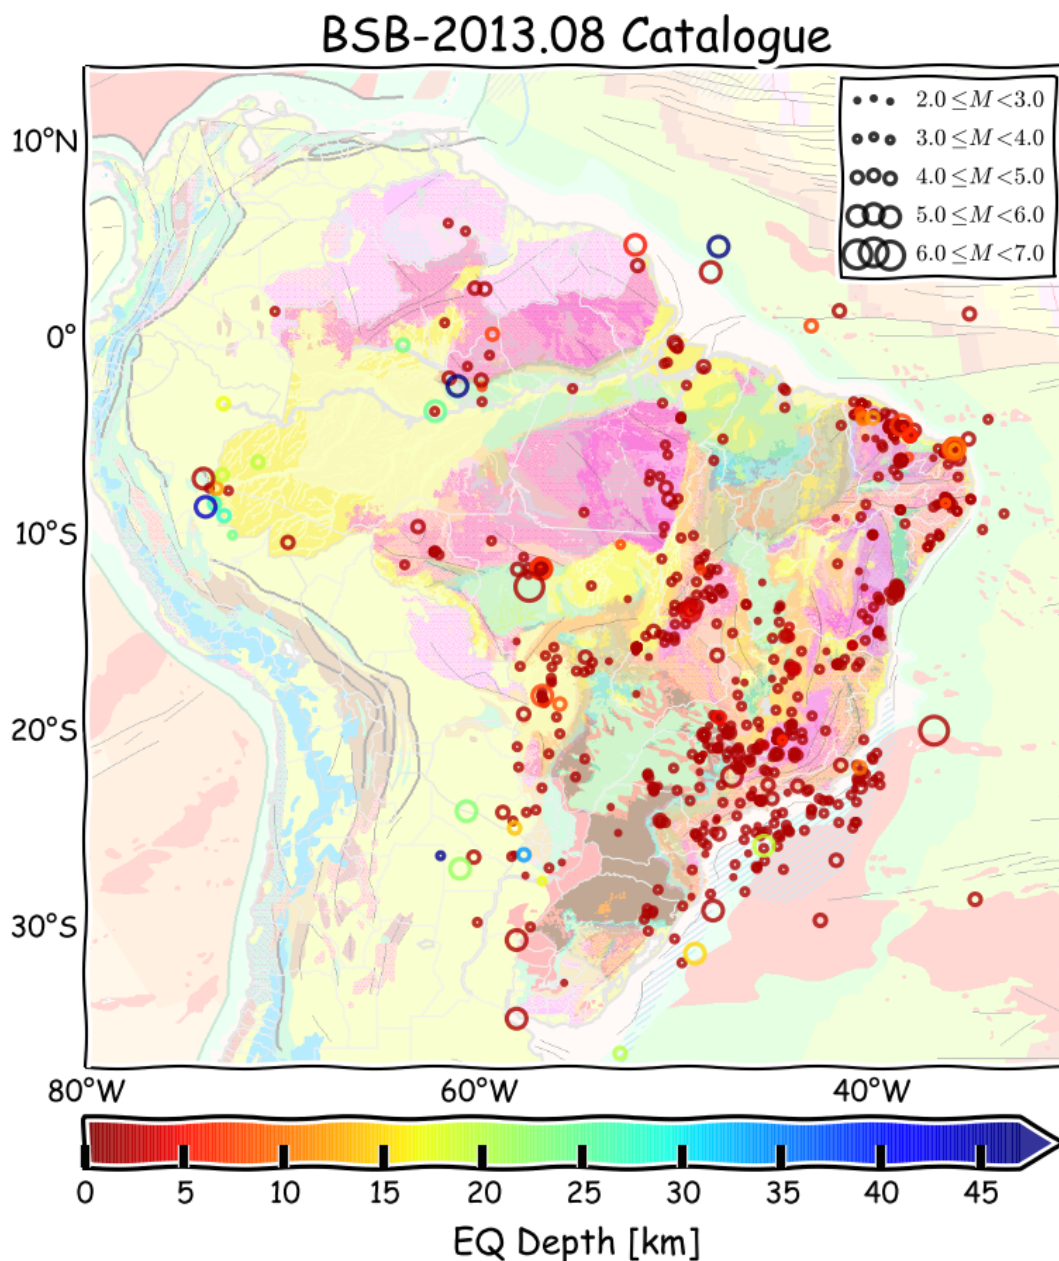 BSB-2013.08 Catalogue
2.0 ≤M <3.0
3.0 ≤M <4.0
4.0 ≤M <5.0
5.0 ≤M <6.0
6.0 ≤M <7.0
10°N
0°
10°S
20°S
30°S
80°W 60°W 40°W
0 5 10 15 20 25 30 35 40 45
EQ Depth [km]